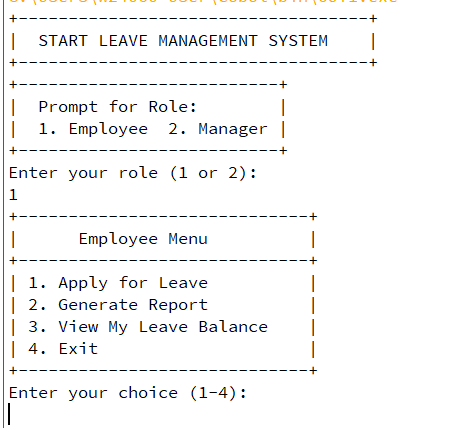 +-----------------------------------+
|  START LEAVE MANAGEMENT SYSTEM    |
+-----------------------------------+
+--------------------------+
|  Prompt for Role:        |
|  1. Employee  2. Manager |
+--------------------------+
Enter your role (1 or 2):
1
+-----------------------------+
|      Employee Menu          |
+-----------------------------+
| 1. Apply for Leave          |
| 2. Generate Report          |
| 3. View My Leave Balance    |
| 4. Exit                     |
+-----------------------------+
Enter your choice (1-4):